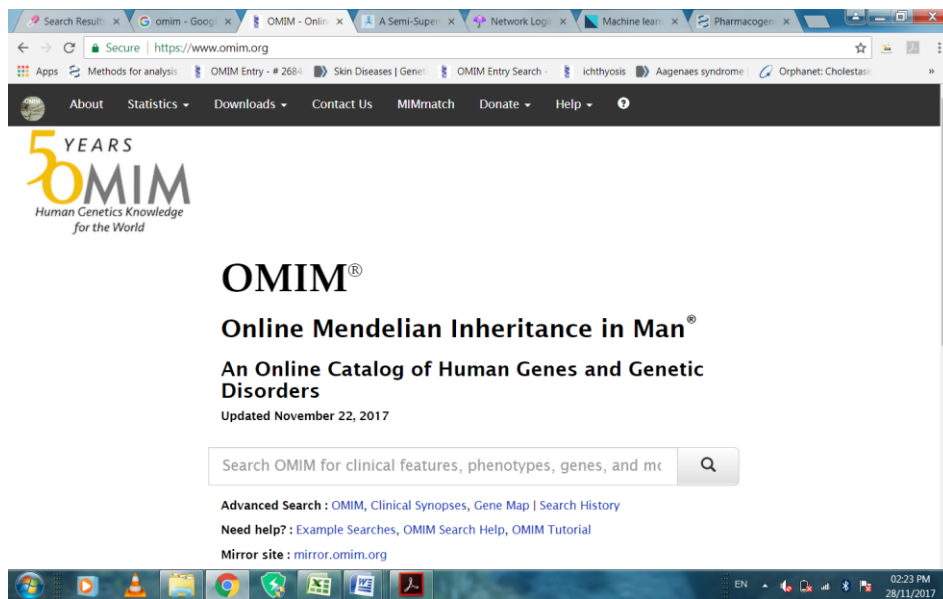 Search Result
omim - Goog
OMIM - Onlin
A Semi-Super
Network Logi
Machine learn
Pharmacogen
Secure | https://www.omim.org
Apps Methods for analysis OMIM Entry - # 2684 Skin Diseases | Genet OMIM Entry Search - ichthyosis Aagenaes syndrome | Orphanet: Cholestasi »
About Statistics Downloads Contact Us MIMmatch Donate Help ?
50 YEARS
OMIM
Human Genetics Knowledge
for the World
OMIM®
Online Mendelian Inheritance in Man®
An Online Catalog of Human Genes and Genetic
Disorders
Updated November 22, 2017
Search OMIM for clinical features, phenotypes, genes, and mo
Advanced Search : OMIM, Clinical Synopses, Gene Map | Search History
Need help? : Example Searches, OMIM Search Help, OMIM Tutorial
Mirror site : mirror.omim.org
EN
02:23 PM
28/11/2017